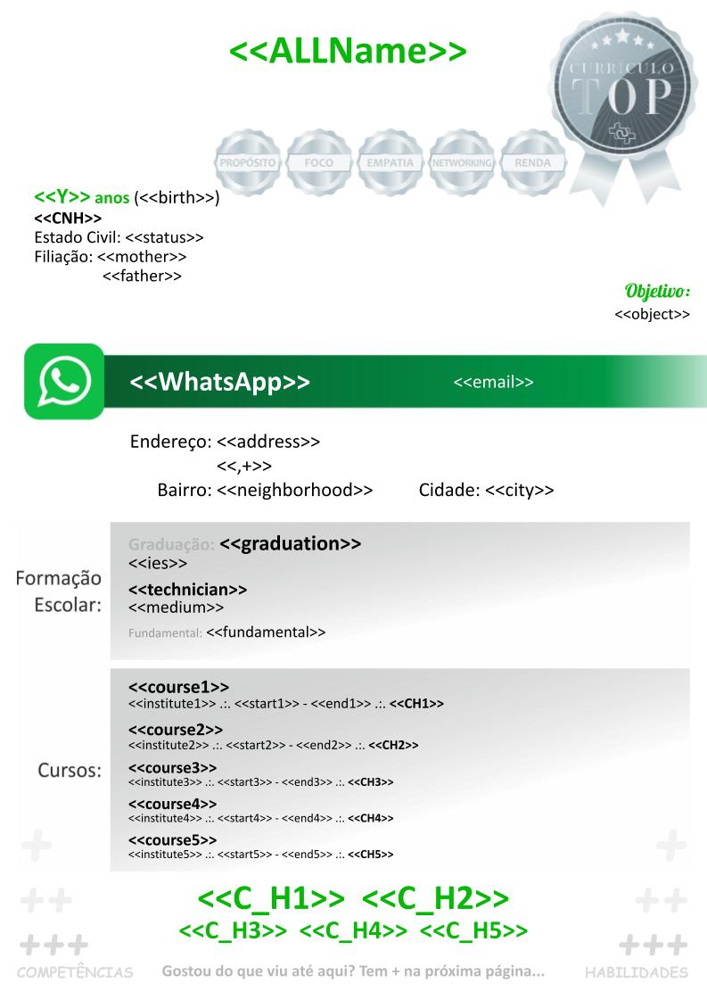 <<ALLName>>
CURRÍCULO
TOP
PROPÓSITO FOCO EMPATIA NETWORKING RENDA
<<Y>> anos (<<birth>>)
<<CNH>>
Estado Civil: <<status>>
Filiação: <<mother>>
<<father>>
Objetivo:
<<object>>
<<WhatsApp>> <<email>>
Endereço: <<address>>
<<,+>>
Bairro: <<neighborhood>> Cidade: <<city>>
Formação
Escolar:
Graduação: <<graduation>>
<<ies>>
<<technician>>
<<medium>>
Fundamental: <<fundamental>>
Cursos:
<<course1>>
<<institute1>> .:. <<start1>> - <<end1>> .:. <<CH1>>
<<course2>>
<<institute2>> .:. <<start2>> - <<end2>> .:. <<CH2>>
<<course3>>
<<institute3>> .:. <<start3>> - <<end3>> .:. <<CH3>>
<<course4>>
<<institute4>> .:. <<start4>> - <<end4>> .:. <<CH4>>
<<course5>>
<<institute5>> .:. <<start5>> - <<end5>> .:. <<CH5>>
+ +
++ ++
<<C_H1>> <<C_H2>>
<<C_H3>> <<C_H4>> <<C_H5>>
+++ +++
COMPETÊNCIAS Gostou do que viu até aqui? Tem + na próxima página... HABILIDADES